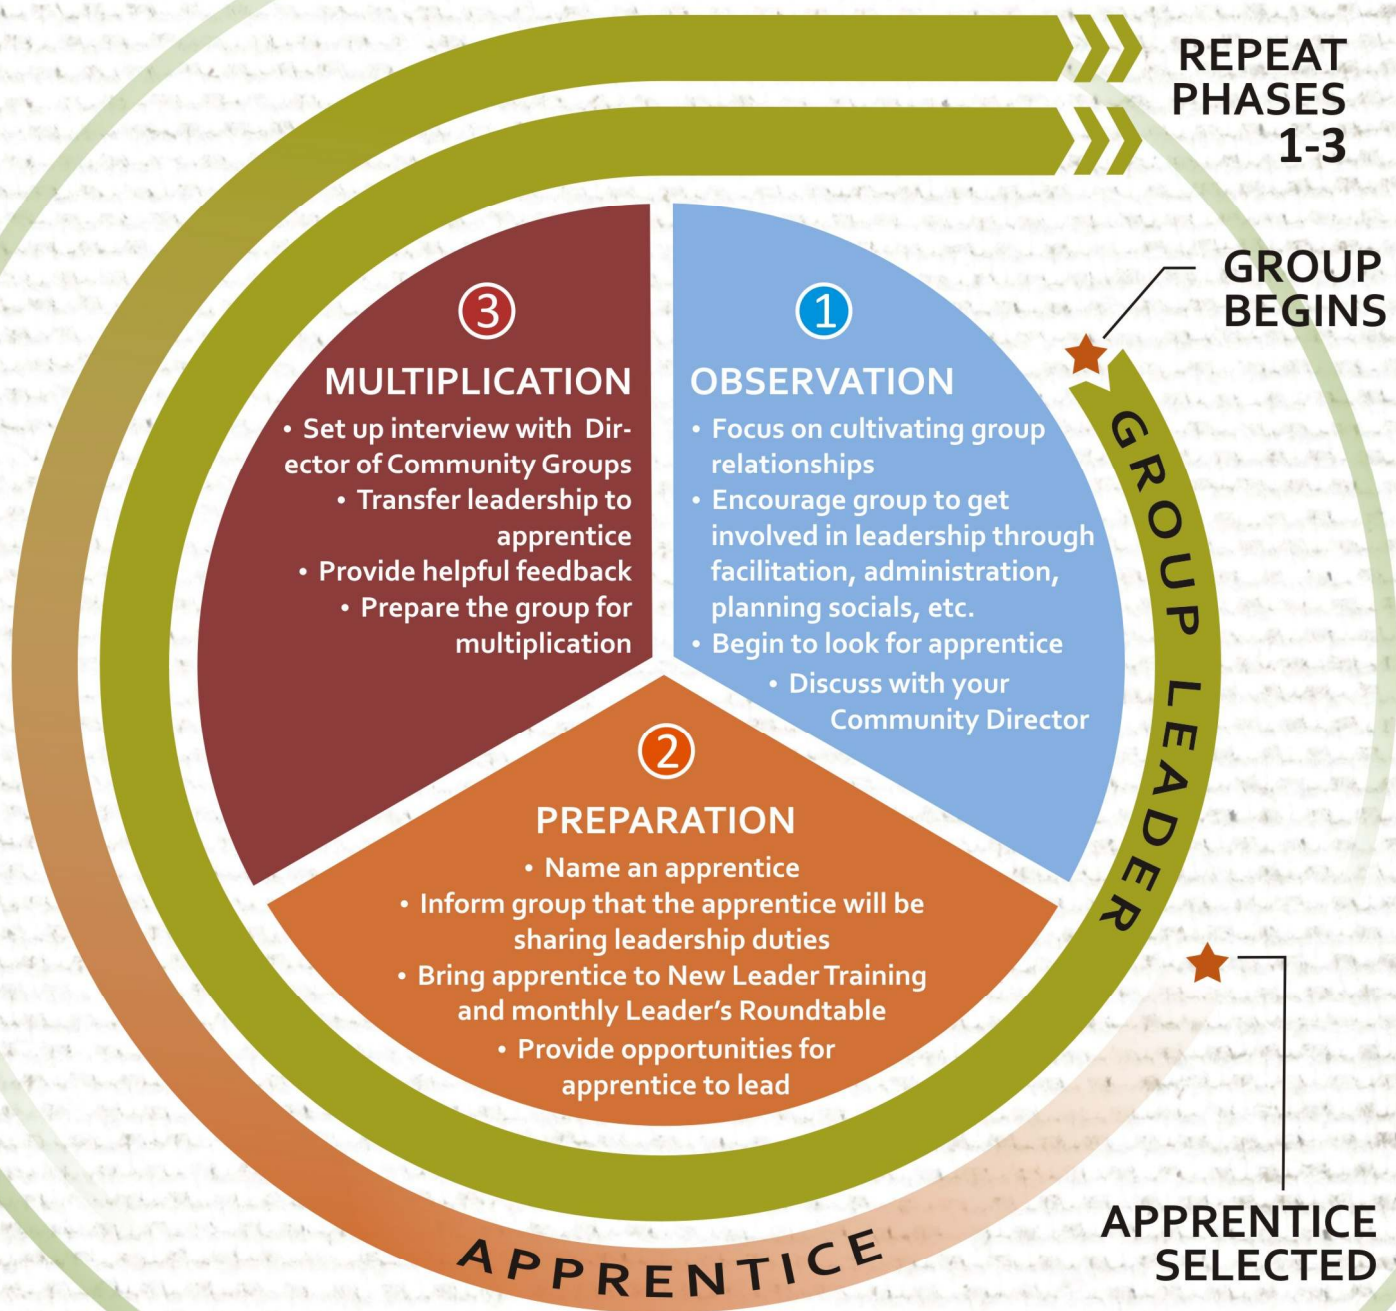 REPEAT
PHASES
1-3
GROUP
BEGINS
1
OBSERVATION
• Focus on cultivating group
relationships
• Encourage group to get
involved in leadership through
facilitation, administration,
planning socials, etc.
• Begin to look for apprentice
• Discuss with your
Community Director
2
PREPARATION
• Name an apprentice
• Inform group that the apprentice will be
sharing leadership duties
• Bring apprentice to New Leader Training
and monthly Leader’s Roundtable
• Provide opportunities for
apprentice to lead
3
MULTIPLICATION
• Set up interview with Dir-
ector of Community Groups
• Transfer leadership to
apprentice
• Provide helpful feedback
• Prepare the group for
multiplication
GROUP LEADER
APPRENTICE
APPRENTICE
SELECTED